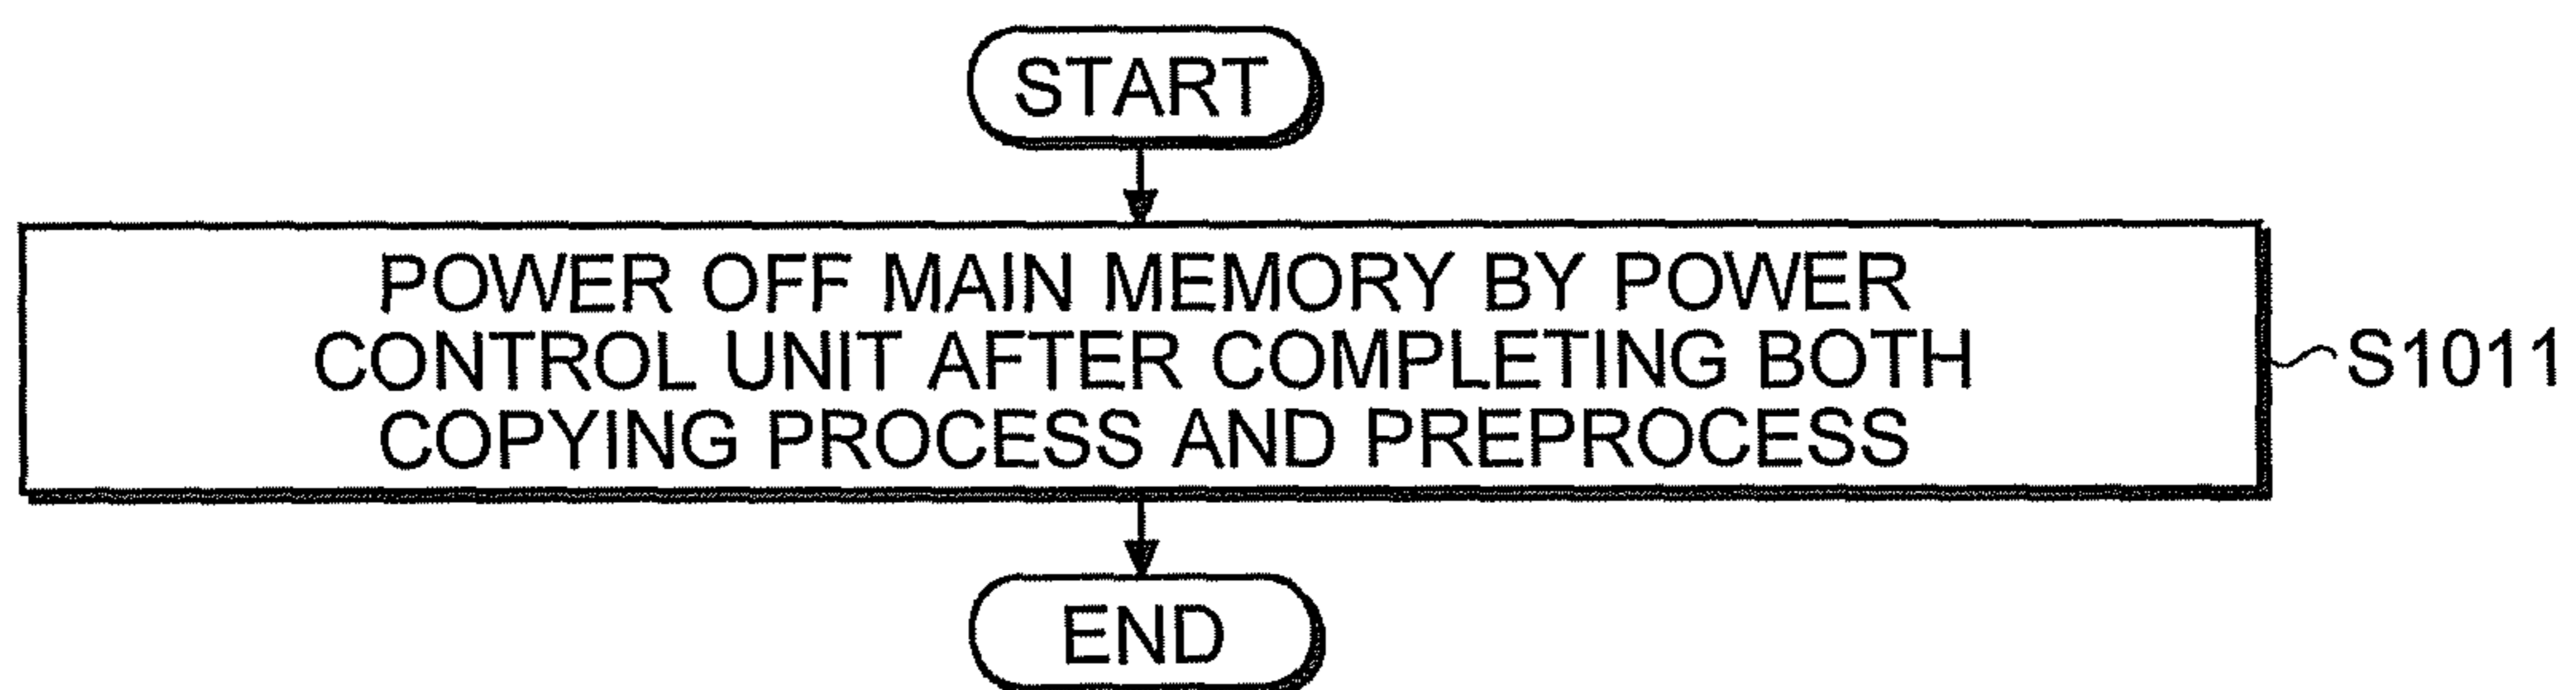 START
POWER OFF MAIN MEMORY BY POWER
CONTROL UNIT AFTER COMPLETING BOTH
COPYING PROCESS AND PREPROCESS
S1011
END